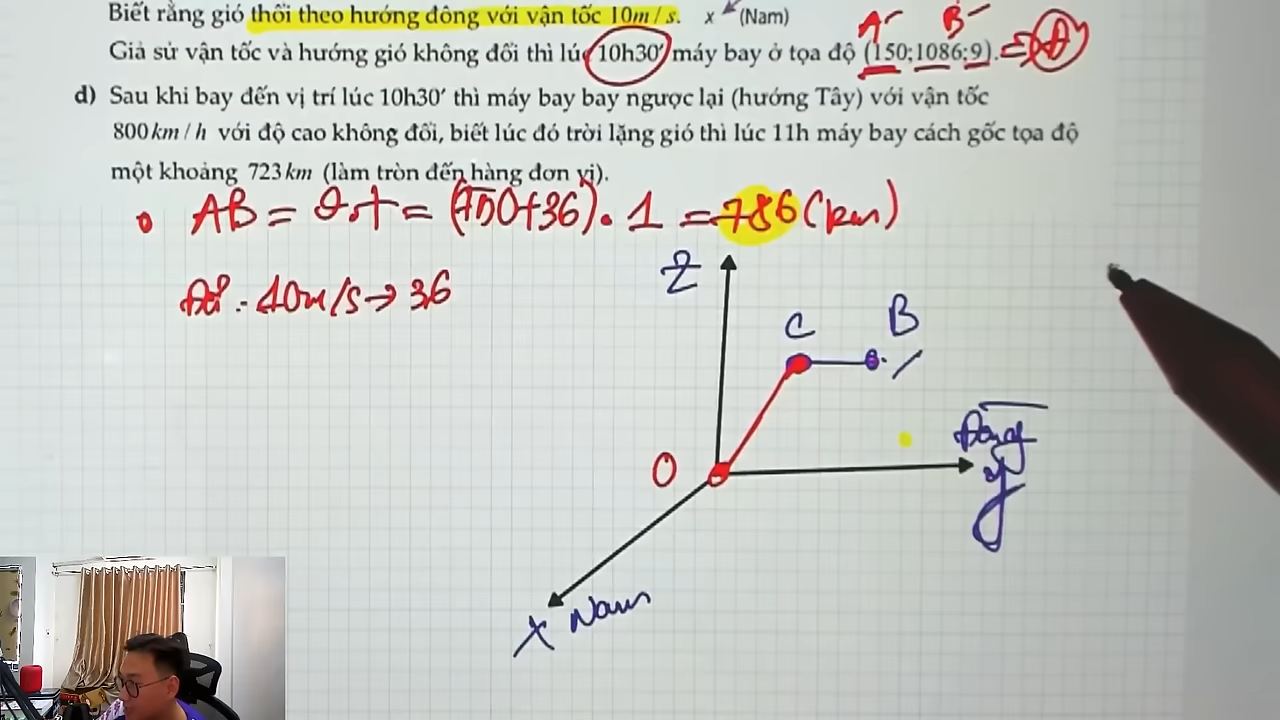 Biết rằng gió thổi theo hướng đông với vận tốc 10m/s. x (Nam)
A B
Giả sử vận tốc và hướng gió không đổi thì lúc 10h30' máy bay ở tọa độ (150;1086;9). => Đ
d) Sau khi bay đến vị trí lúc 10h30' thì máy bay bay ngược lại (hướng Tây) với vận tốc
800km/h với độ cao không đổi, biết lúc đó trời lặng gió thì lúc 11h máy bay cách gốc tọa độ
một khoảng 723km (làm tròn đến hàng đơn vị).
AB = v.t = (750+36).1 = 786 (km)
Z
Đổi: 10m/s → 36
C B
Đông
O
y
x Nam